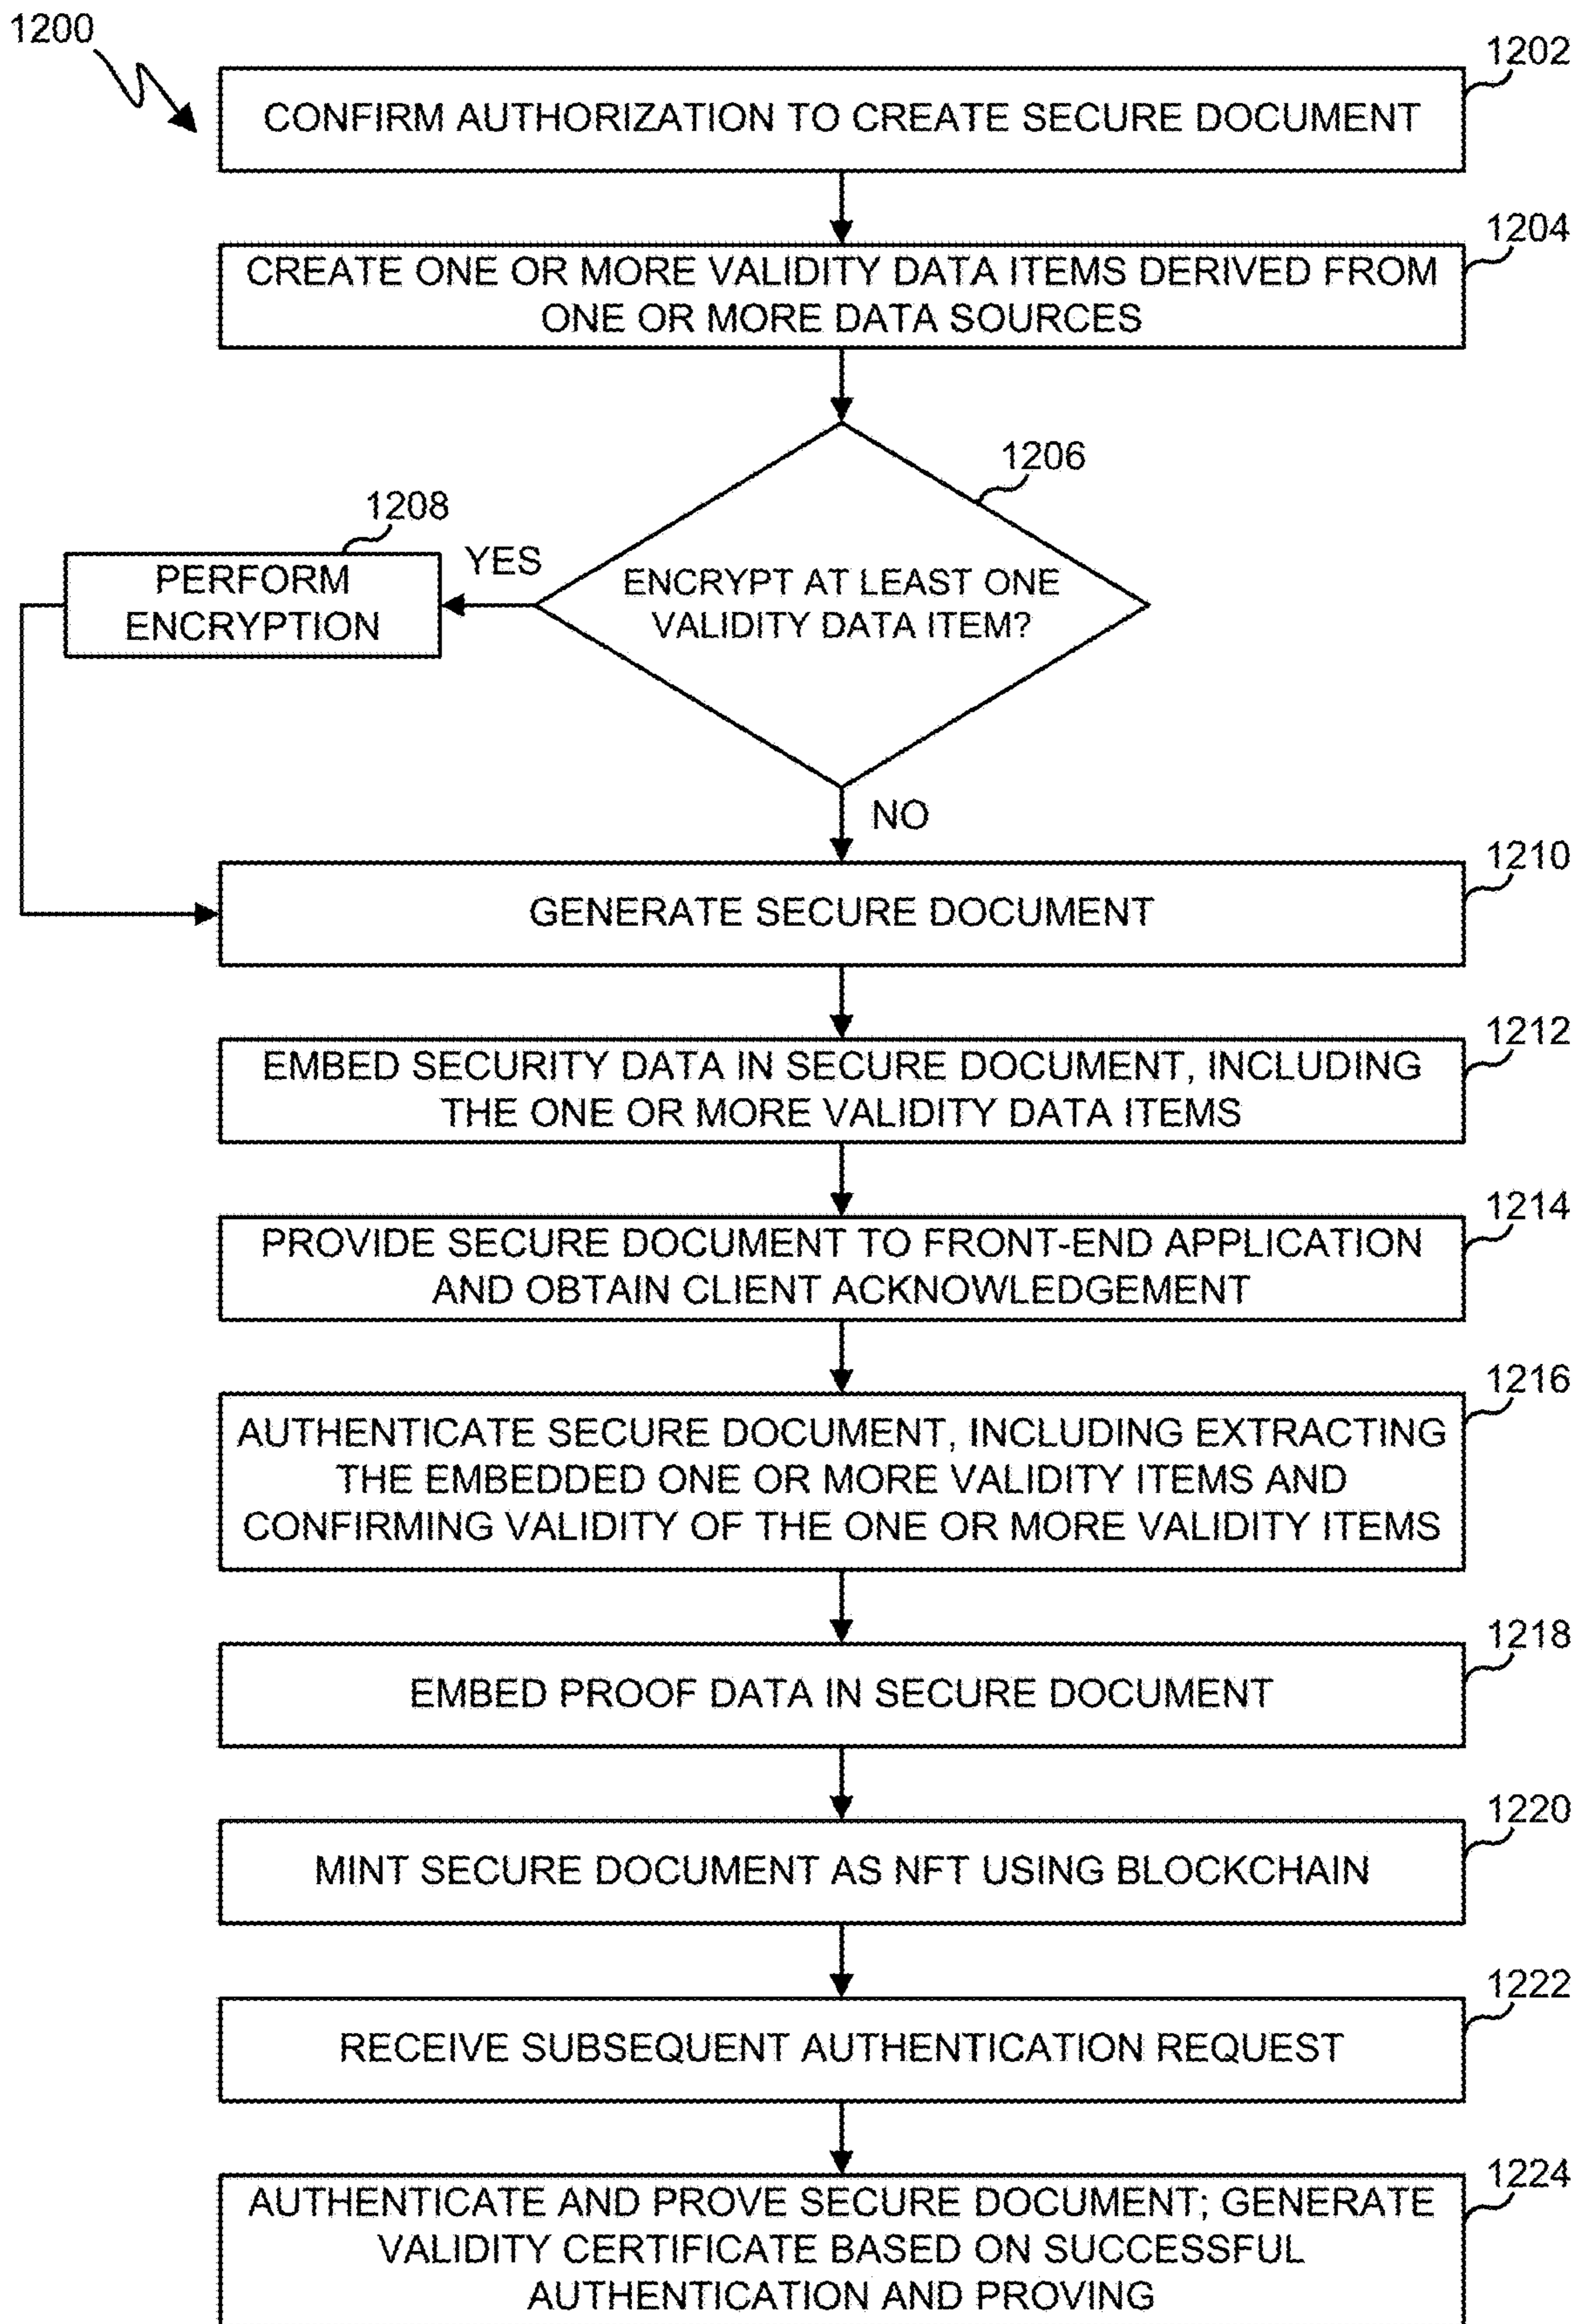 1200
1202
CONFIRM AUTHORIZATION TO CREATE SECURE DOCUMENT
1204
CREATE ONE OR MORE VALIDITY DATA ITEMS DERIVED FROM
ONE OR MORE DATA SOURCES
1206
ENCRYPT AT LEAST ONE
VALIDITY DATA ITEM?
YES
1208
PERFORM
ENCRYPTION
NO
1210
GENERATE SECURE DOCUMENT
1212
EMBED SECURITY DATA IN SECURE DOCUMENT, INCLUDING
THE ONE OR MORE VALIDITY DATA ITEMS
1214
PROVIDE SECURE DOCUMENT TO FRONT-END APPLICATION
AND OBTAIN CLIENT ACKNOWLEDGEMENT
1216
AUTHENTICATE SECURE DOCUMENT, INCLUDING EXTRACTING
THE EMBEDDED ONE OR MORE VALIDITY ITEMS AND
CONFIRMING VALIDITY OF THE ONE OR MORE VALIDITY ITEMS
1218
EMBED PROOF DATA IN SECURE DOCUMENT
1220
MINT SECURE DOCUMENT AS NFT USING BLOCKCHAIN
1222
RECEIVE SUBSEQUENT AUTHENTICATION REQUEST
1224
AUTHENTICATE AND PROVE SECURE DOCUMENT; GENERATE
VALIDITY CERTIFICATE BASED ON SUCCESSFUL
AUTHENTICATION AND PROVING